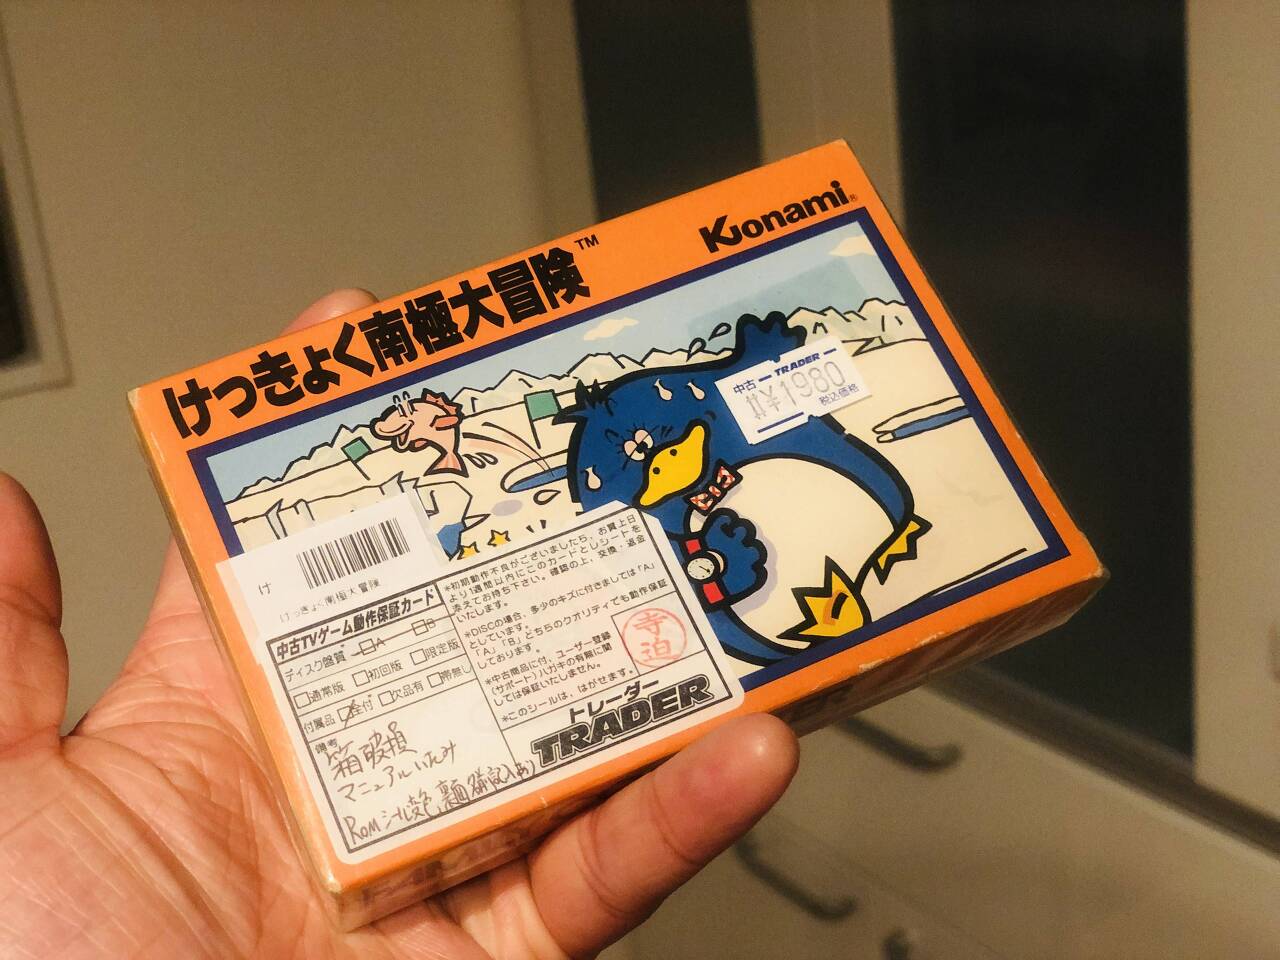 けっきょく南極大冒険™
Konami®
TRADER
中古
¥1980
税込価格
け
けっきょく南極大冒険
中古TVゲーム動作保証カード
ディスク盤質 □A □B
□通常版 □初回版 □限定版
付属品 □全付 □欠品有 □帯無し
備考
箱破損
マニュアルいたみ
ROMシール変色
*初期動作不良がございましたら、お買上日
より1週間以内にこのカードとレシートを
添えてお持ち下さい。確認の上、交換・返金
いたします。
*DISCの場合、多少のキズに付きましては「A」
としています。
「A」「B」どちらのクオリティでも動作保証
しております。
*中古商品に付、ユーザー登録
(サポート)ハガキの有無に関
しては保証いたしません。
*このシールは、はがせます。
寺迫
トレーダー
TRADER